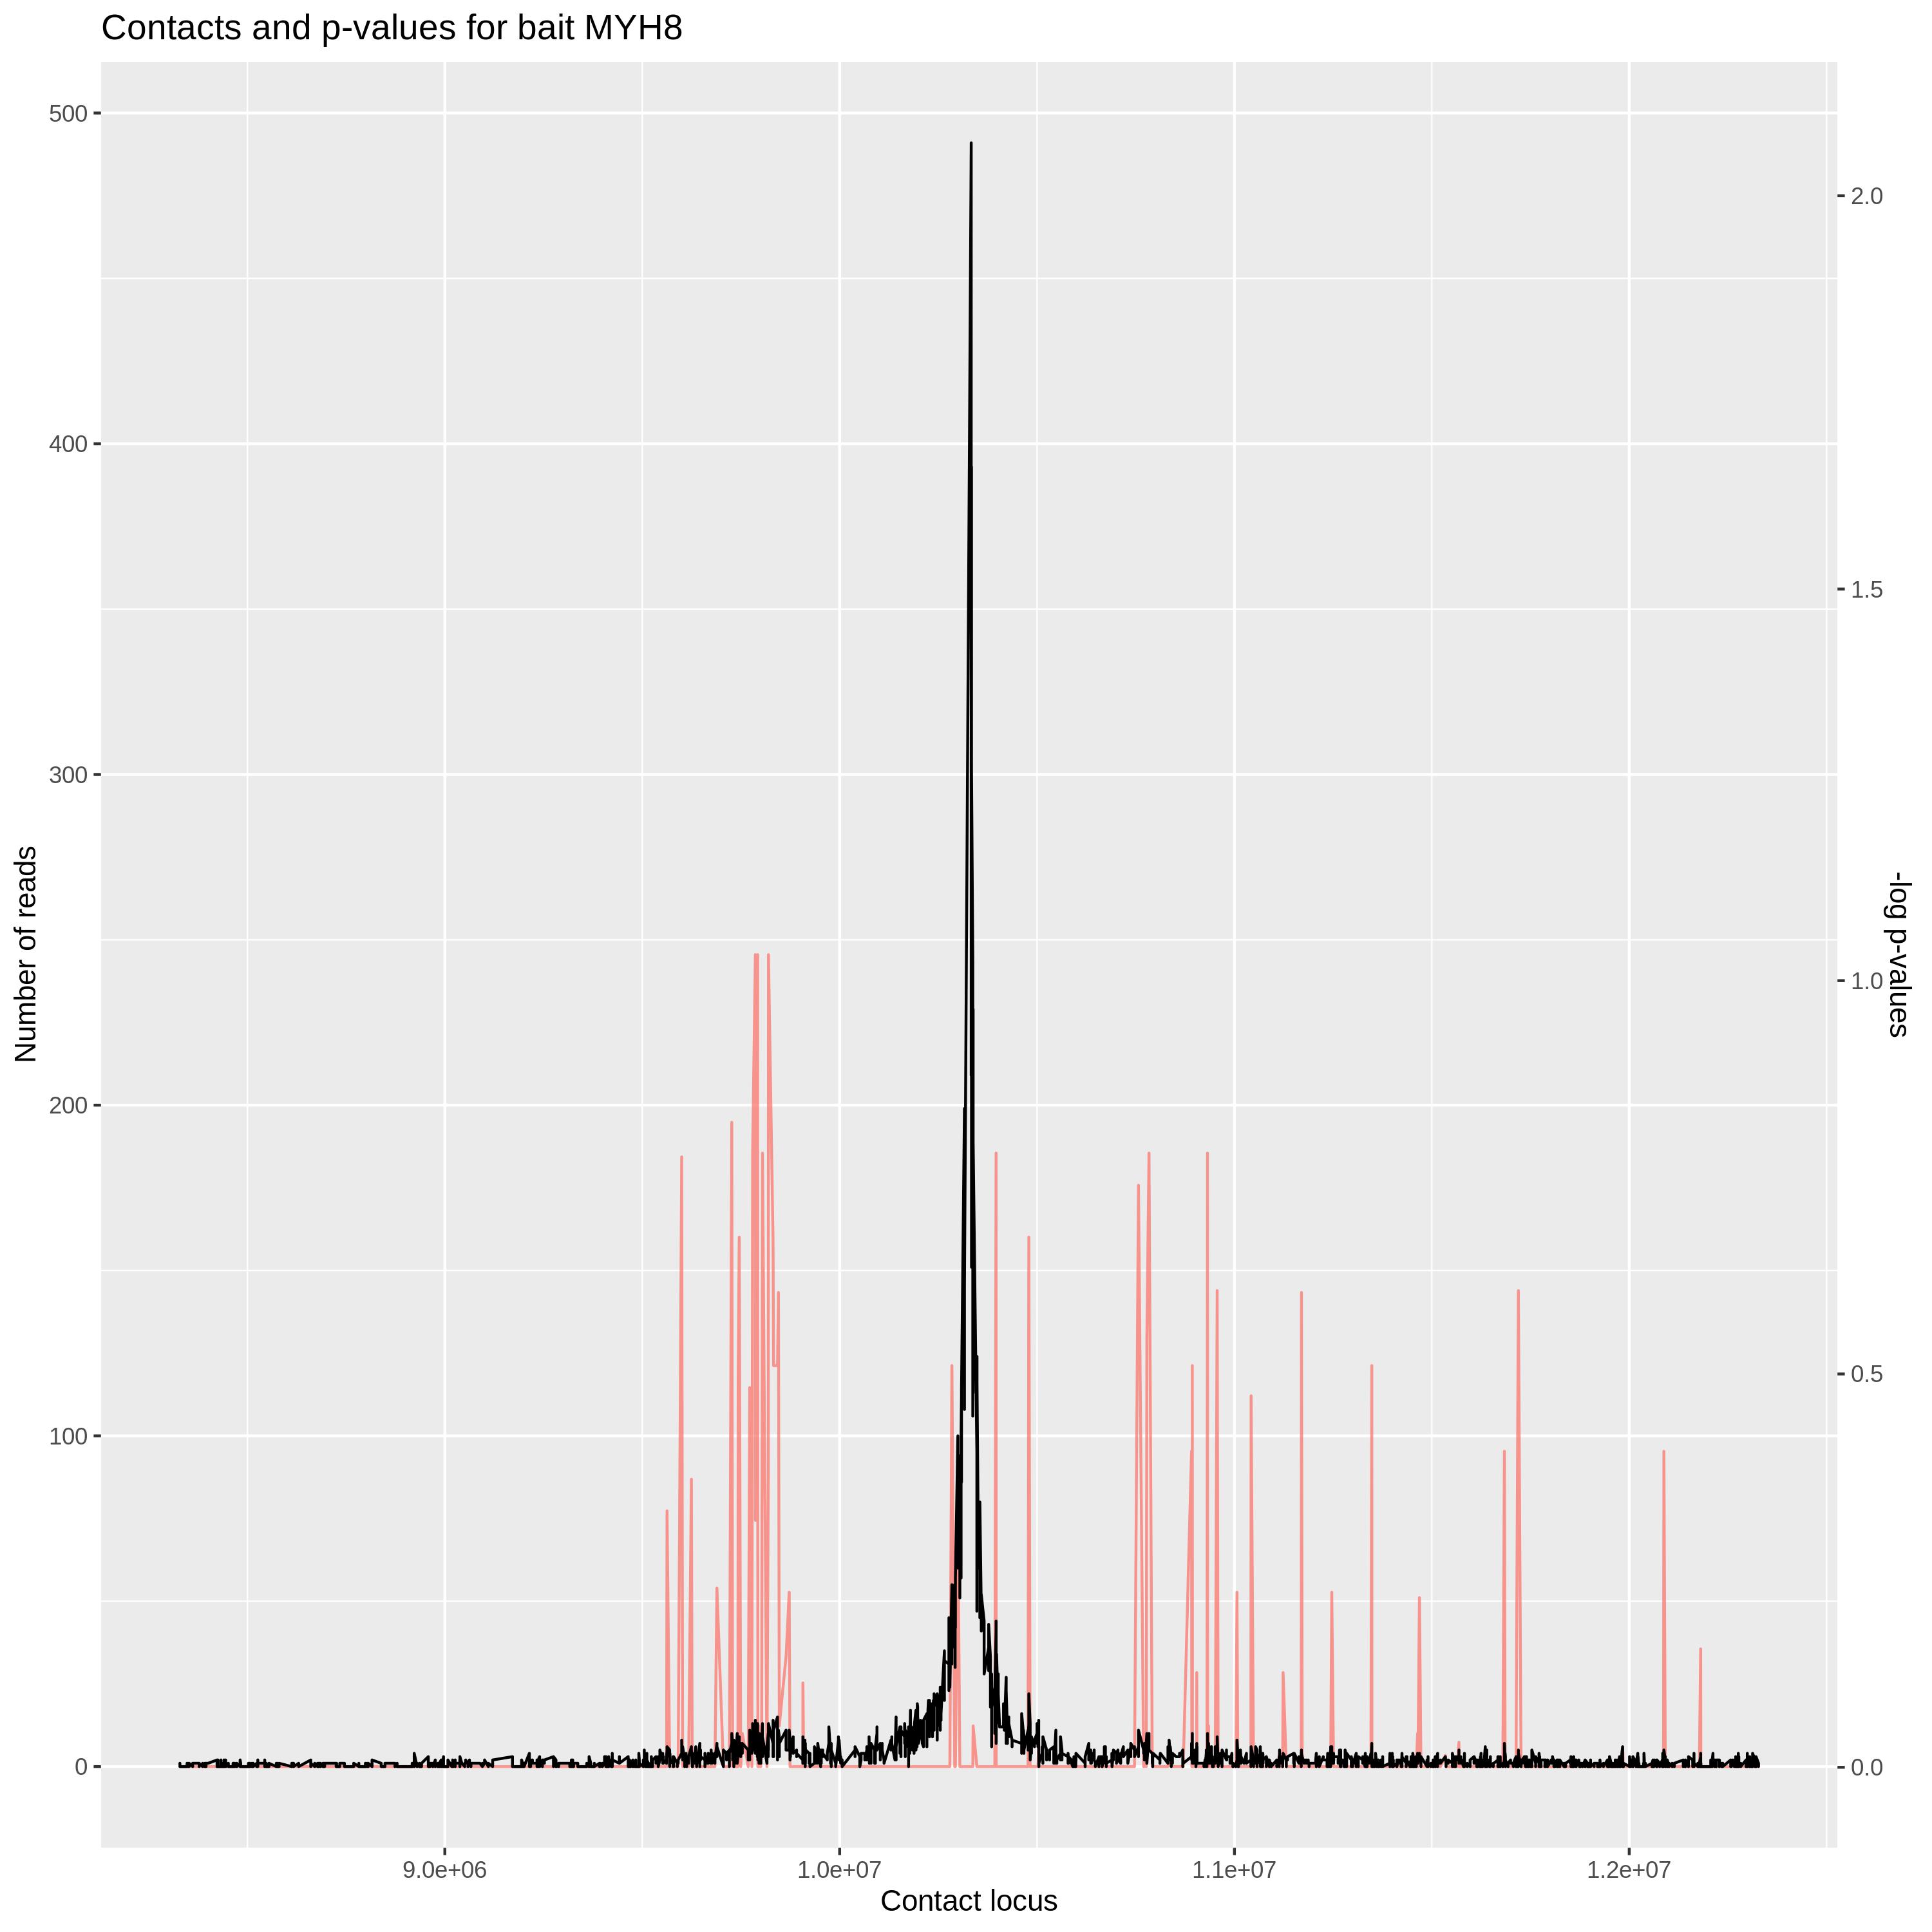 Contacts and p-values for bait MYH8
500
400
300
200
100
0
Number of reads
2.0
1.5
1.0
0.5
0.0
-log p-values
9.0e+06
1.0e+07
1.1e+07
1.2e+07
Contact locus